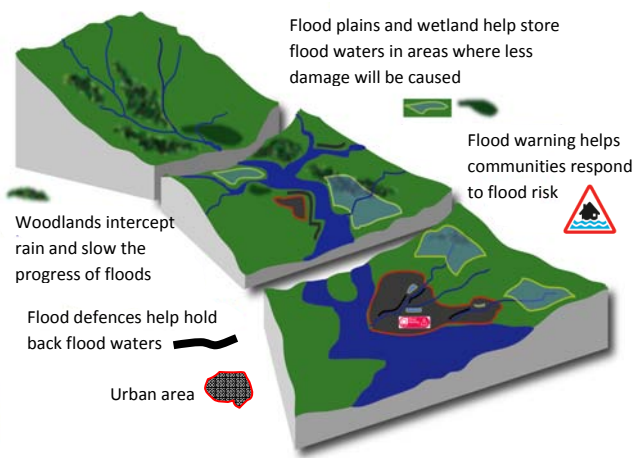 Flood plains and wetland help store
flood waters in areas where less
damage will be caused
Flood warning helps
communities respond
to flood risk
Woodlands intercept
rain and slow the
progress of floods
Flood defences help hold
back flood waters
Urban area